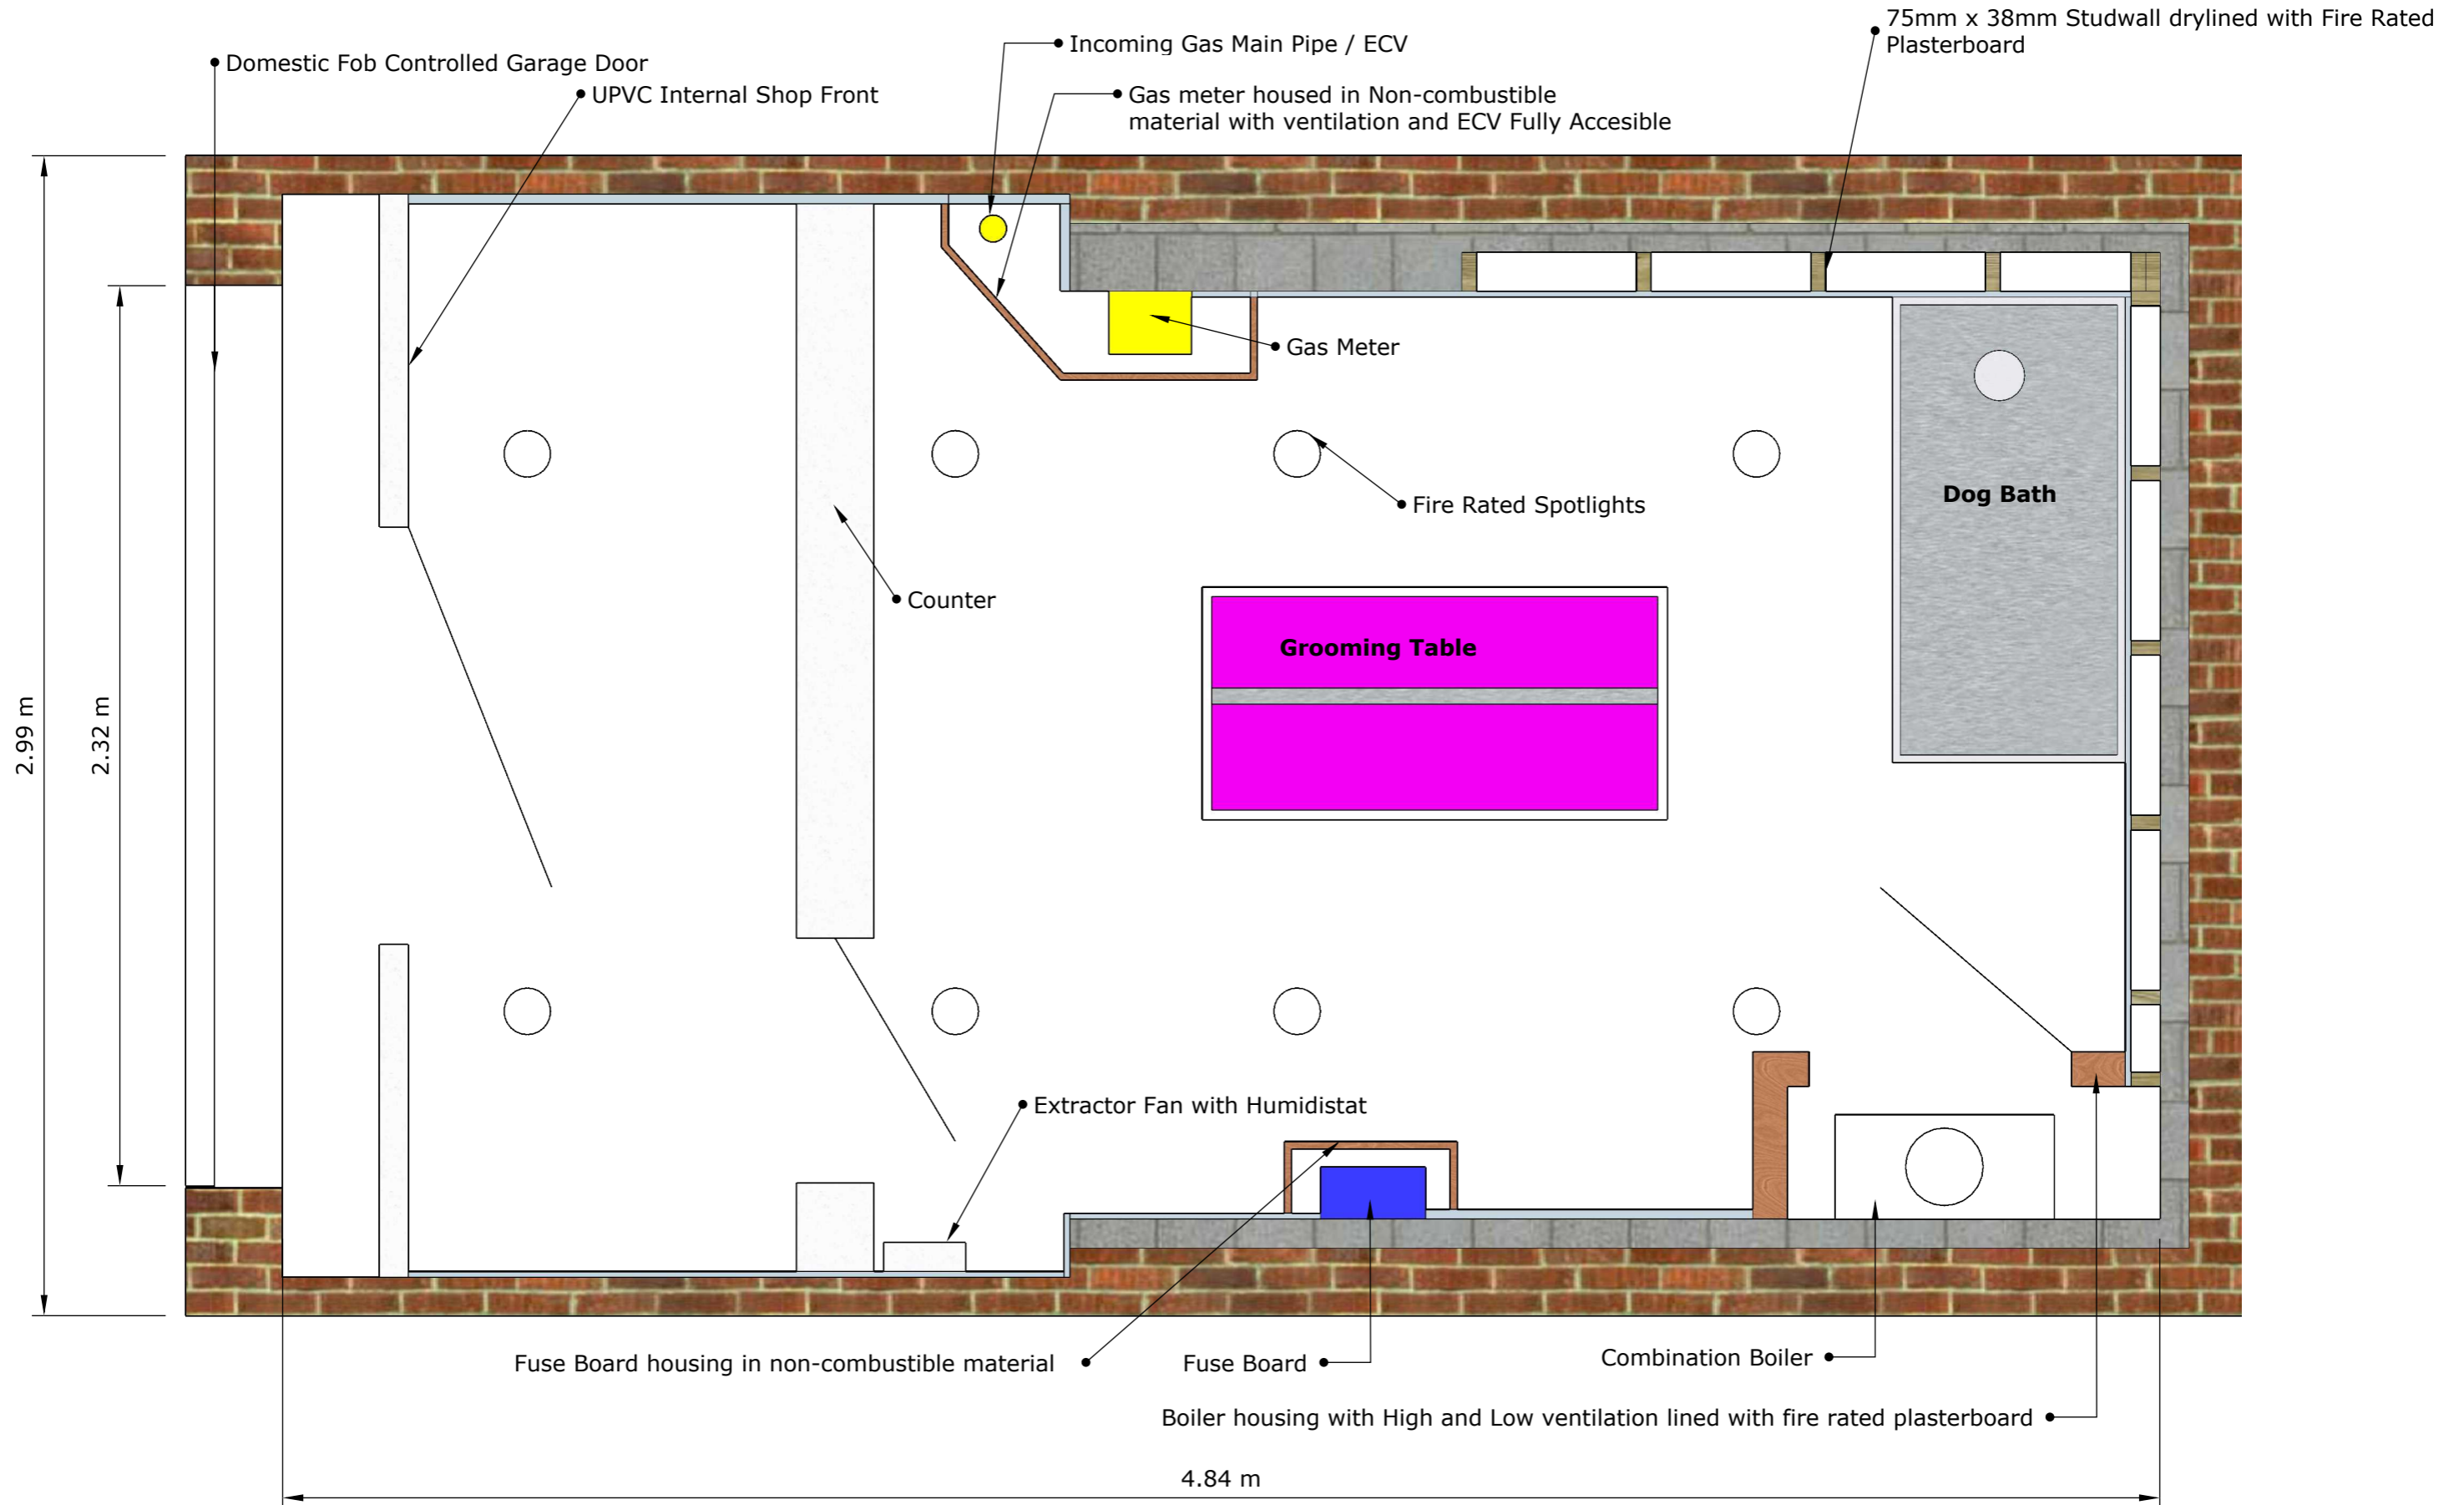 75mm x 38mm Studwall drylined with Fire Rated
Plasterboard
Incoming Gas Main Pipe / ECV
Domestic Fob Controlled Garage Door
UPVC Internal Shop Front
Gas meter housed in Non-combustible
material with ventilation and ECV Fully Accesible
Gas Meter
Fire Rated Spotlights
Dog Bath
Counter
Grooming Table
2.99 m
2.32 m
Extractor Fan with Humidistat
Fuse Board housing in non-combustible material
Fuse Board
Combination Boiler
Boiler housing with High and Low ventilation lined with fire rated plasterboard
4.84 m